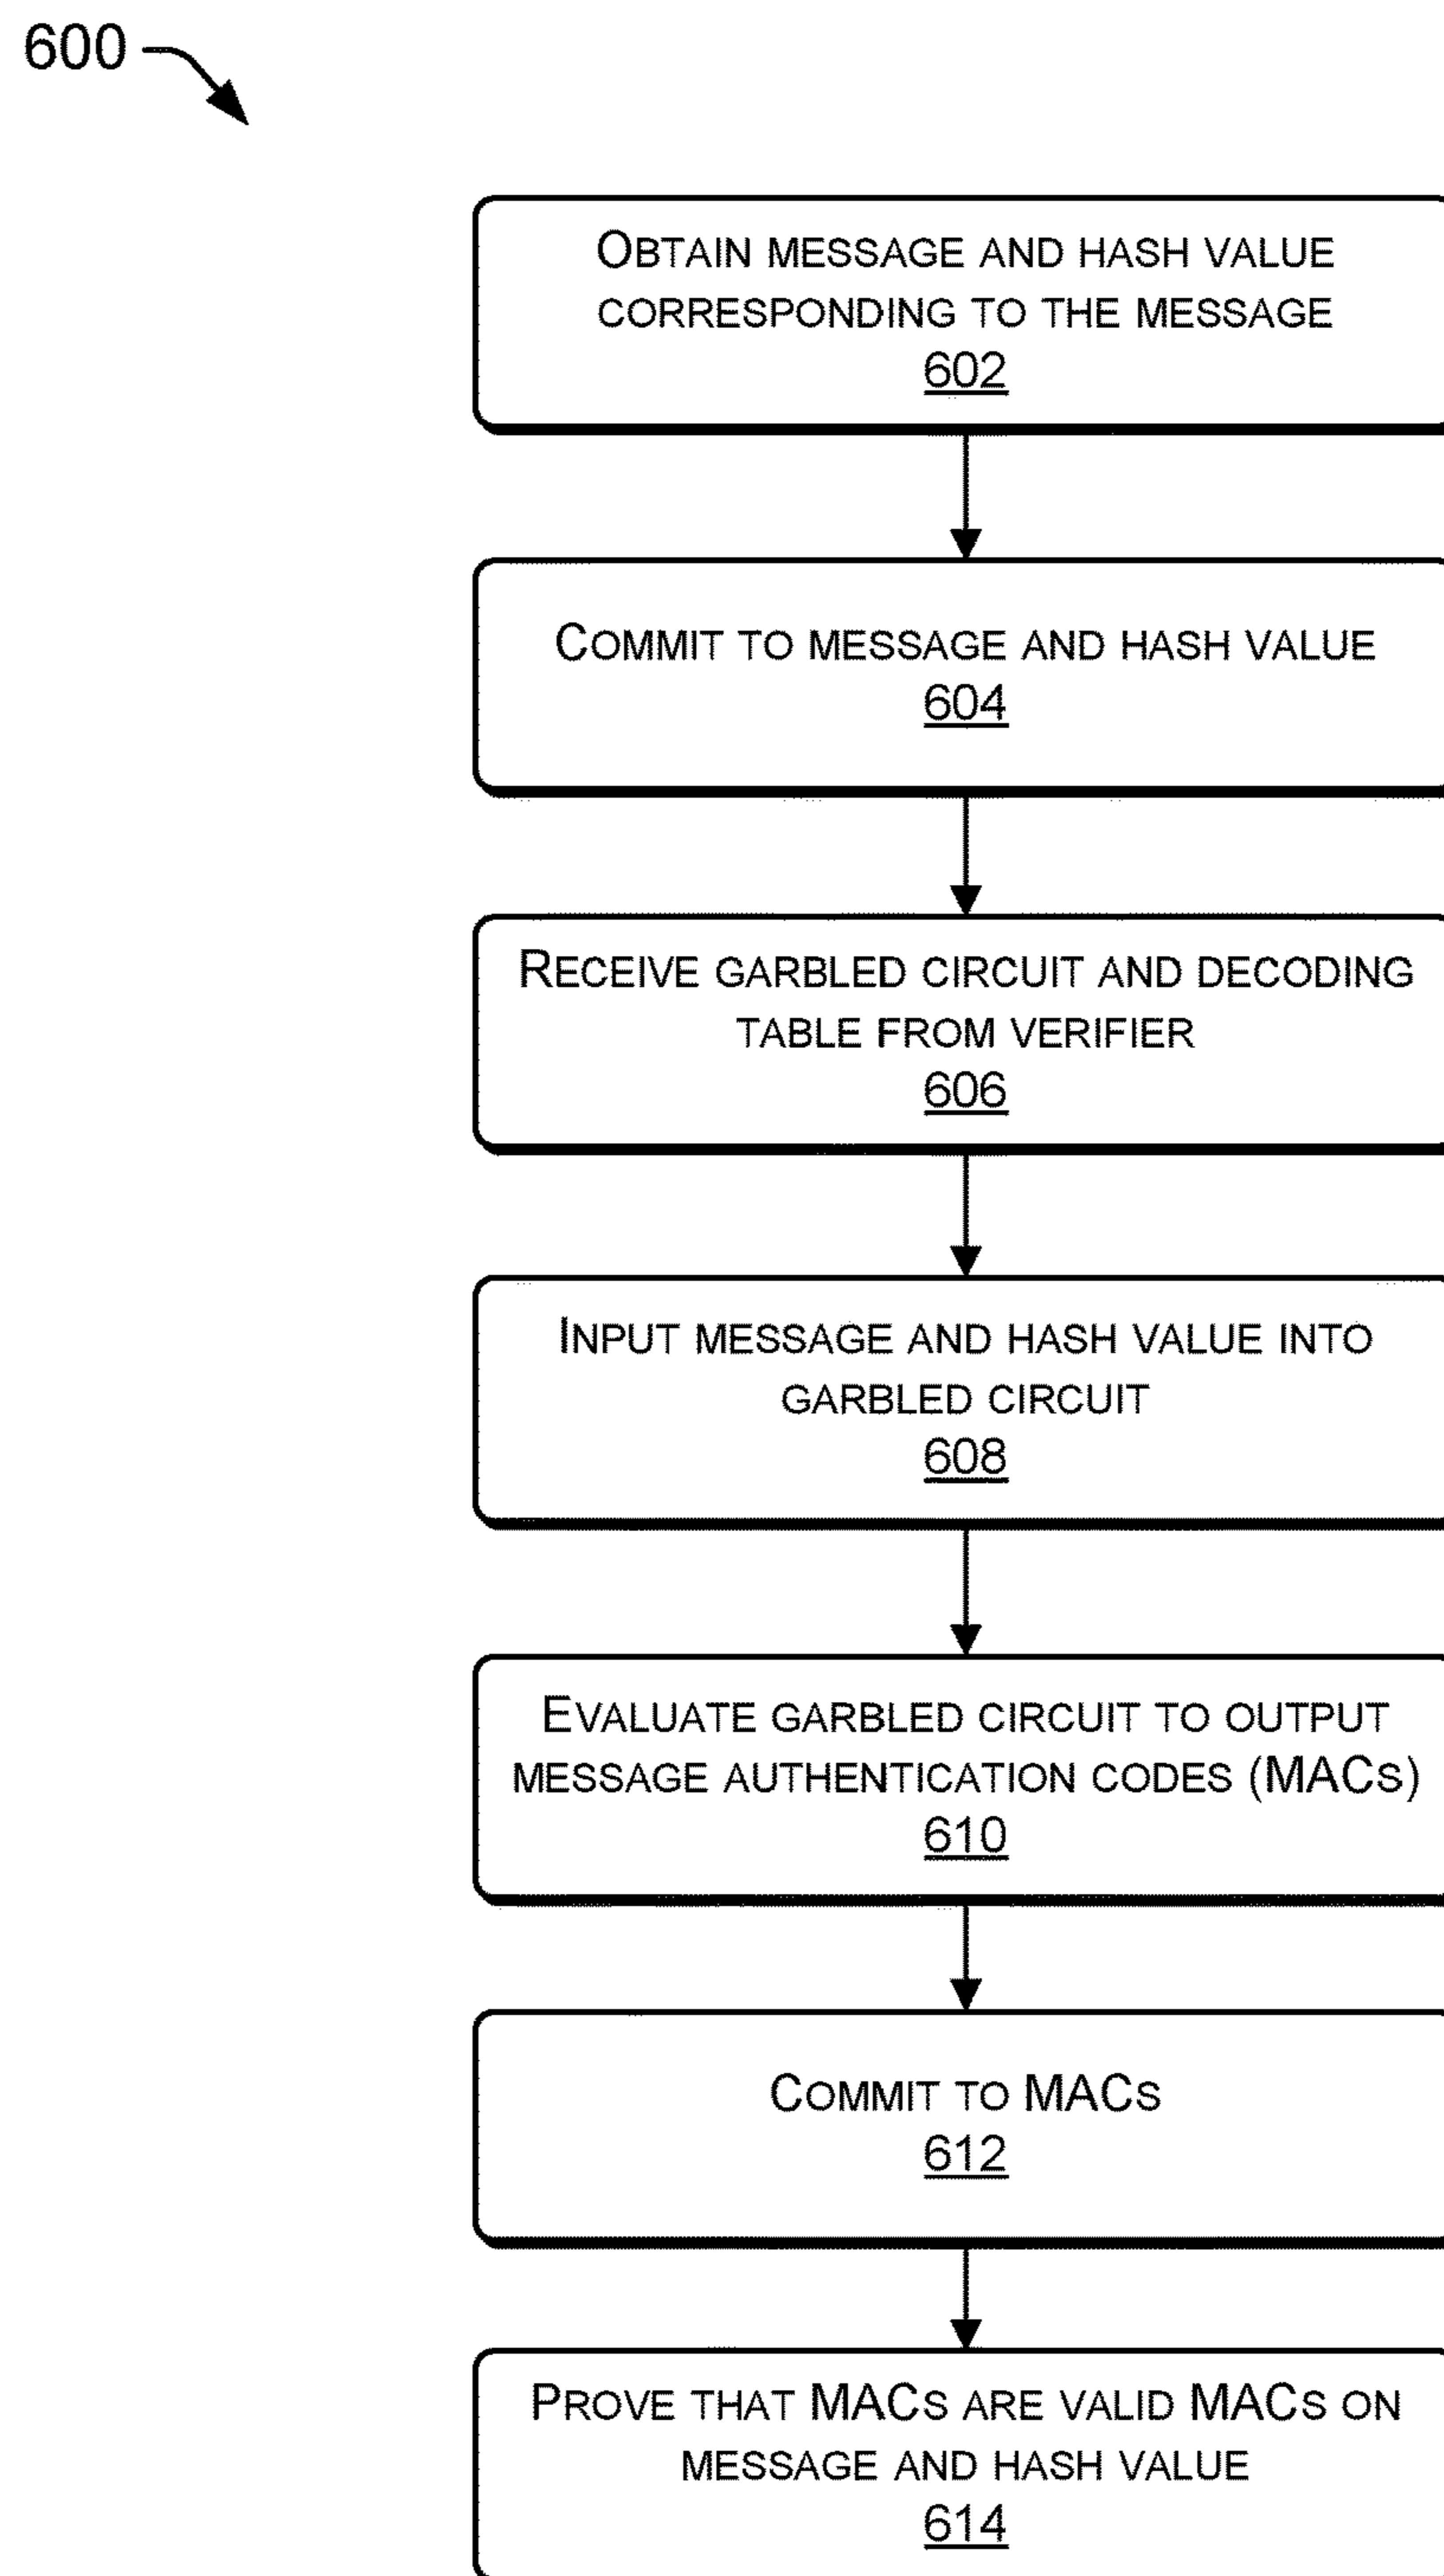 600
OBTAIN MESSAGE AND HASH VALUE
CORRESPONDING TO THE MESSAGE
602
COMMIT TO MESSAGE AND HASH VALUE
604
RECEIVE GARBLED CIRCUIT AND DECODING
TABLE FROM VERIFIER
606
INPUT MESSAGE AND HASH VALUE INTO
GARBLED CIRCUIT
608
EVALUATE GARBLED CIRCUIT TO OUTPUT
MESSAGE AUTHENTICATION CODES (MACS)
610
COMMIT TO MACS
612
PROVE THAT MACS ARE VALID MACS ON
MESSAGE AND HASH VALUE
614